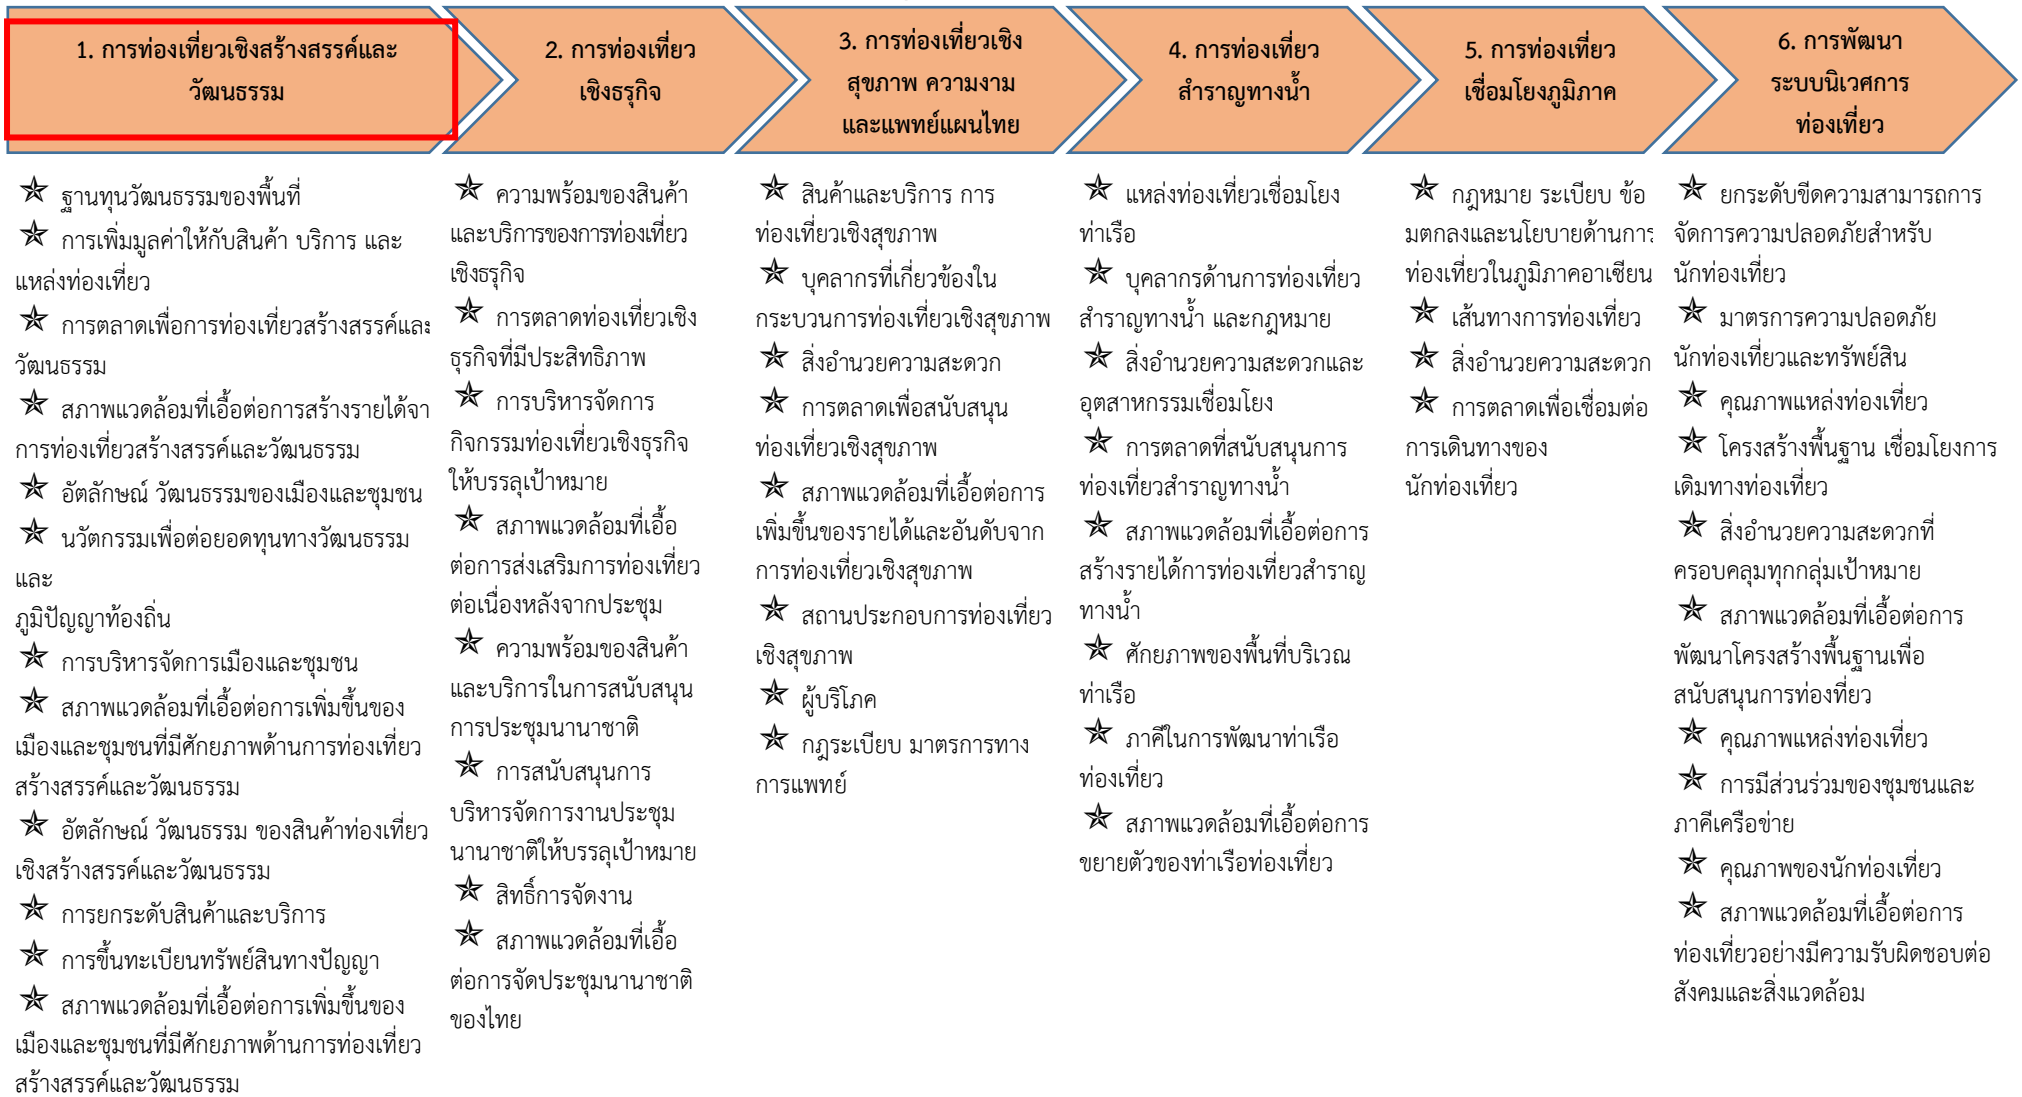 1. การท่องเที่ยวเชิงสร้างสรรค์และ
วัฒนธรรม
2. การท่องเที่ยว
เชิงธรุกิจ
3. การท่องเที่ยวเชิง
สุขภาพ ความงาม
และแพทย์แผนไทย
4. การท่องเที่ยว
สำราญทางน้ำ
5. การท่องเที่ยว
เชื่อมโยงภูมิภาค
6. การพัฒนา
ระบบนิเวศการ
ท่องเที่ยว
ฐานทุนวัฒนธรรมของพื้นที่
การเพิ่มมูลค่าให้กับสินค้า บริการ และ
แหล่งท่องเที่ยว
การตลาดเพื่อการท่องเที่ยวสร้างสรรค์และ
วัฒนธรรม
สภาพแวดล้อมที่เอื้อต่อการสร้างรายได้จา
การท่องเที่ยวสร้างสรรค์และวัฒนธรรม
อัตลักษณ์ วัฒนธรรมของเมืองและชุมชน
นวัตกรรมเพื่อต่อยอดทุนทางวัฒนธรรม
และ
ภูมิปัญญาท้องถิ่น
การบริหารจัดการเมืองและชุมชน
สภาพแวดล้อมที่เอื้อต่อการเพิ่มขึ้นของ
เมืองและชุมชนที่มีศักยภาพด้านการท่องเที่ยว
สร้างสรรค์และวัฒนธรรม
อัตลักษณ์ วัฒนธรรม ของสินค้าท่องเที่ยว
เชิงสร้างสรรค์และวัฒนธรรม
การยกระดับสินค้าและบริการ
การขึ้นทะเบียนทรัพย์สินทางปัญญา
สภาพแวดล้อมที่เอื้อต่อการเพิ่มขึ้นของ
เมืองและชุมชนที่มีศักยภาพด้านการท่องเที่ยว
สร้างสรรค์และวัฒนธรรม
ความพร้อมของสินค้า
และบริการของการท่องเที่ยว
เชิงธรุกิจ
การตลาดท่องเที่ยวเชิง
ธุรกิจที่มีประสิทธิภาพ
การบริหารจัดการ
กิจกรรมท่องเที่ยวเชิงธุรกิจ
ให้บรรลุเป้าหมาย
สภาพแวดล้อมที่เอื้อ
ต่อการส่งเสริมการท่องเที่ยว
ต่อเนื่องหลังจากประชุม
ความพร้อมของสินค้า
และบริการในการสนับสนุน
การประชุมนานาชาติ
การสนับสนุนการ
บริหารจัดการงานประชุม
นานาชาติให้บรรลุเป้าหมาย
สิทธิ์การจัดงาน
สภาพแวดล้อมที่เอื้อ
ต่อการจัดประชุมนานาชาติ
ของไทย
สินค้าและบริการ การ
ท่องเที่ยวเชิงสุขภาพ
บุคลากรที่เกี่ยวข้องใน
กระบวนการท่องเที่ยวเชิงสุขภาพ
สิ่งอำนวยความสะดวก
การตลาดเพื่อสนับสนุน
ท่องเที่ยวเชิงสุขภาพ
สภาพแวดล้อมที่เอื้อต่อการ
เพิ่มขึ้นของรายได้และอันดับจาก
การท่องเที่ยวเชิงสุขภาพ
สถานประกอบการท่องเที่ยว
เชิงสุขภาพ
ผู้บริโภค
กฎระเบียบ มาตรการทาง
การแพทย์
แหล่งท่องเที่ยวเชื่อมโยง
ท่าเรือ
บุคลากรด้านการท่องเที่ยว
สำราญทางน้ำ และกฎหมาย
สิ่งอำนวยความสะดวกและ
อุตสาหกรรมเชื่อมโยง
การตลาดที่สนับสนุนการ
ท่องเที่ยวสำราญทางน้ำ
สภาพแวดล้อมที่เอื้อต่อการ
สร้างรายได้การท่องเที่ยวสำราญ
ทางน้ำ
ศักยภาพของพื้นที่บริเวณ
ท่าเรือ
ภาคีในการพัฒนาท่าเรือ
ท่องเที่ยว
สภาพแวดล้อมที่เอื้อต่อการ
ขยายตัวของท่าเรือท่องเที่ยว
กฎหมาย ระเบียบ ข้อ
มตกลงและนโยบายด้านการ
ท่องเที่ยวในภูมิภาคอาเซียน
เส้นทางการท่องเที่ยว
สิ่งอำนวยความสะดวก
การตลาดเพื่อเชื่อมต่อ
การเดินทางของ
นักท่องเที่ยว
ยกระดับขีดความสามารถการ
จัดการความปลอดภัยสำหรับ
นักท่องเที่ยว
มาตรการความปลอดภัย
นักท่องเที่ยวและทรัพย์สิน
คุณภาพแหล่งท่องเที่ยว
โครงสร้างพื้นฐาน เชื่อมโยงการ
เดิมทางท่องเที่ยว
สิ่งอำนวยความสะดวกที่
ครอบคลุมทุกกลุ่มเป้าหมาย
สภาพแวดล้อมที่เอื้อต่อการ
พัฒนาโครงสร้างพื้นฐานเพื่อ
สนับสนุนการท่องเที่ยว
คุณภาพแหล่งท่องเที่ยว
การมีส่วนร่วมของชุมชนและ
ภาคีเครือข่าย
คุณภาพของนักท่องเที่ยว
สภาพแวดล้อมที่เอื้อต่อการ
ท่องเที่ยวอย่างมีความรับผิดชอบต่อ
สังคมและสิ่งแวดล้อม